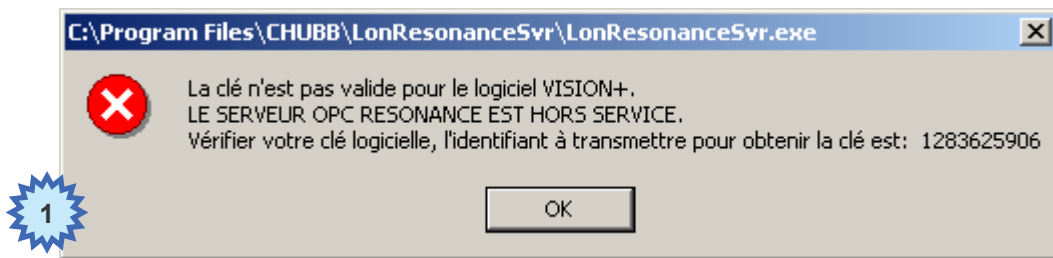 C:\Program Files\CHUBB\LonResonanceSvr\LonResonanceSvr.exe
La clé n'est pas valide pour le logiciel VISION+.
LE SERVEUR OPC RESONANCE EST HORS SERVICE.
Vérifier votre clé logicielle, l'identifiant à transmettre pour obtenir la clé est: 1283625906
OK
1